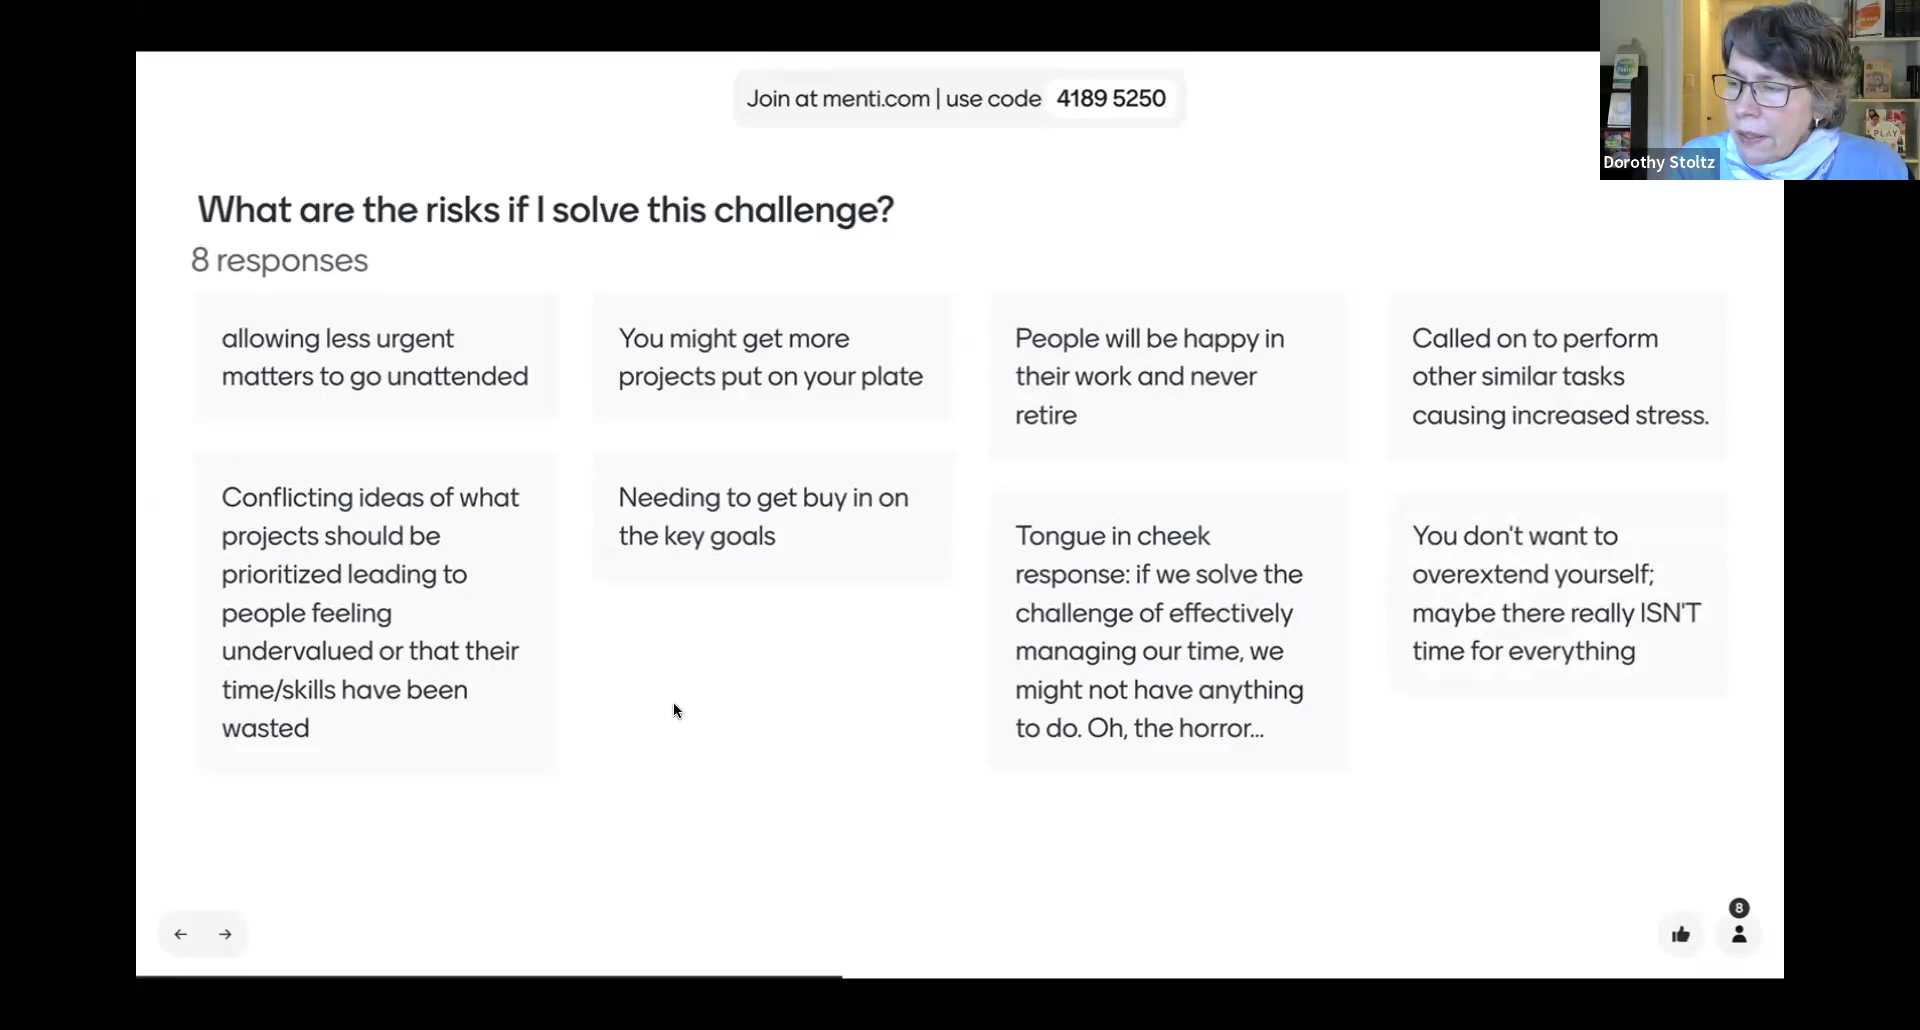 Join at menti.com | use code 4189 5250
Dorothy Stoltz
PLAY
What are the risks if I solve this challenge?
8 responses
allowing less urgent
matters to go unattended
You might get more
projects put on your plate
People will be happy in
their work and never
retire
Called on to perform
other similar tasks
causing increased stress.
Conflicting ideas of what
projects should be
prioritized leading to
people feeling
undervalued or that their
time/skills have been
wasted
Needing to get buy in on
the key goals
Tongue in cheek
response: if we solve the
challenge of effectively
managing our time, we
might not have anything
to do. Oh, the horror...
You don't want to
overextend yourself;
maybe there really ISN'T
time for everything
8